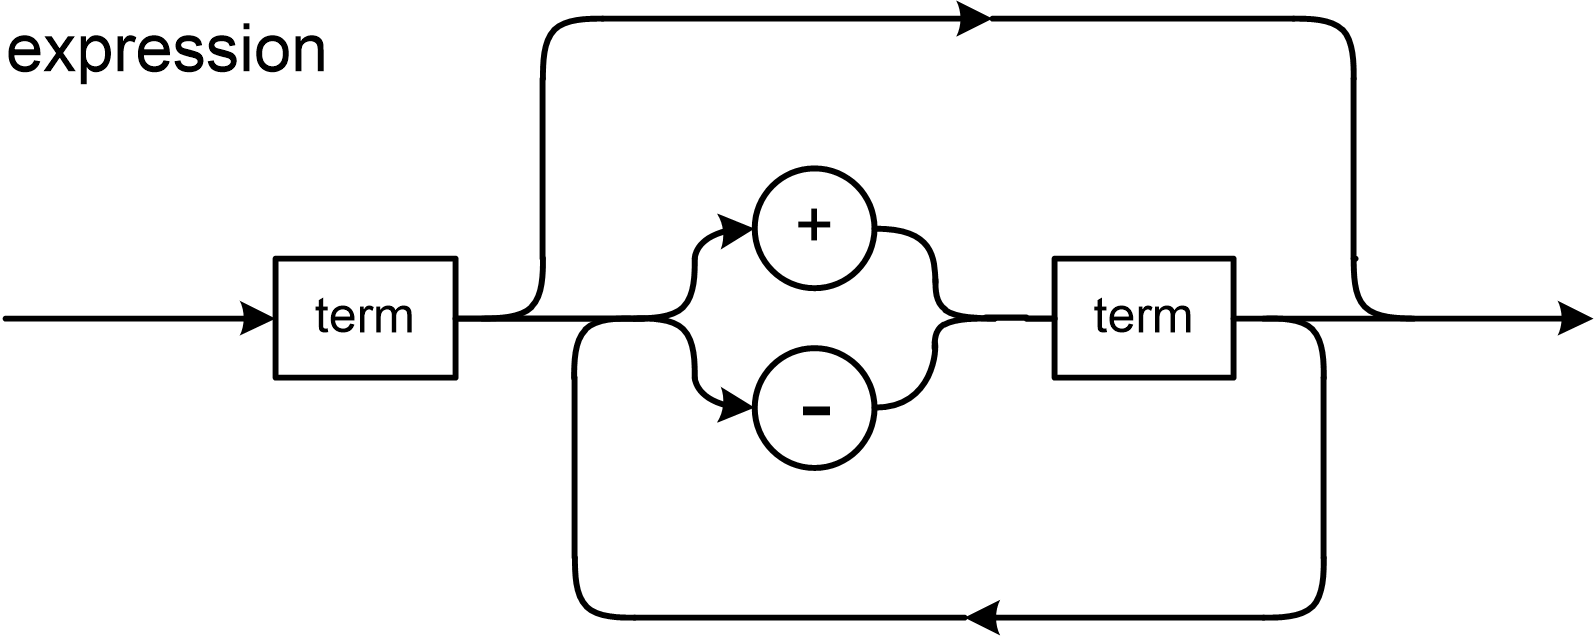 expression
+
term
term
-